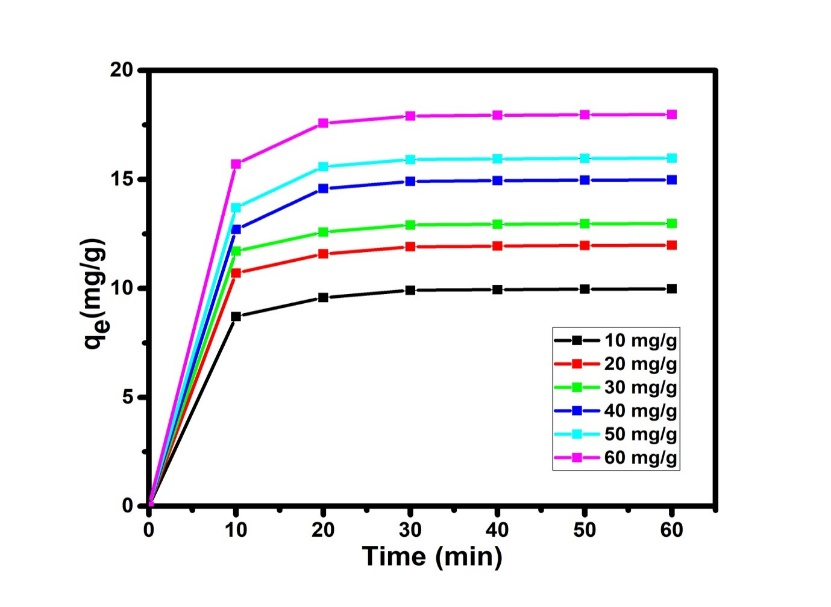 20
15
10
5
0
qe(mg/g)
0 10 20 30 40 50 60
Time (min)
10 mg/g
20 mg/g
30 mg/g
40 mg/g
50 mg/g
60 mg/g